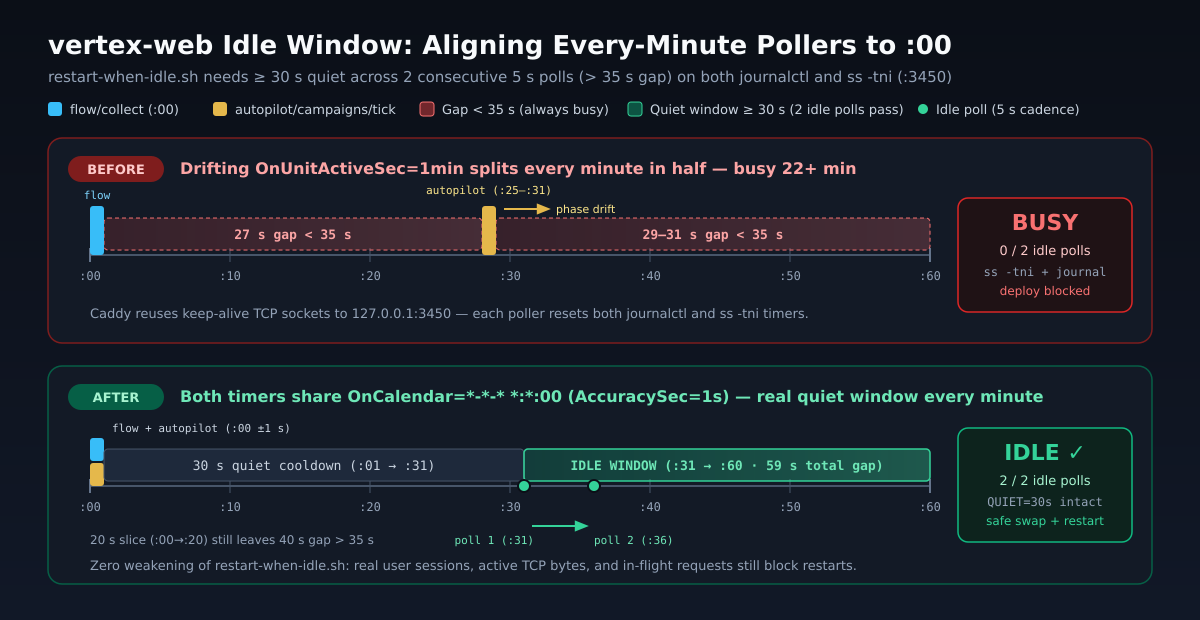 vertex-web Idle Window: Aligning Every-Minute Pollers to :00
restart-when-idle.sh needs ≥ 30 s quiet across 2 consecutive 5 s polls (> 35 s gap) on both journalctl and ss -tni (:3450)
flow/collect (:00) autopilot/campaigns/tick Gap < 35 s (always busy) Quiet window ≥ 30 s (2 idle polls pass) Idle poll (5 s cadence)
BEFORE Drifting OnUnitActiveSec=1min splits every minute in half — busy 22+ min
flow autopilot (:25–:31)
phase drift
27 s gap < 35 s 29–31 s gap < 35 s
:00 :10 :20 :30 :40 :50 :60
Caddy reuses keep-alive TCP sockets to 127.0.0.1:3450 — each poller resets both journalctl and ss -tni timers.
BUSY
0 / 2 idle polls
ss -tni + journal
deploy blocked
AFTER Both timers share OnCalendar=*-*-* *:*:00 (AccuracySec=1s) — real quiet window every minute
flow + autopilot (:00 ±1 s)
30 s quiet cooldown (:01 → :31) IDLE WINDOW (:31 → :60 · 59 s total gap)
:00 :10 :20 :30 :40 :50 :60
20 s slice (:00→:20) still leaves 40 s gap > 35 s poll 1 (:31) poll 2 (:36)
Zero weakening of restart-when-idle.sh: real user sessions, active TCP bytes, and in-flight requests still block restarts.
IDLE ✓
2 / 2 idle polls
QUIET=30s intact
safe swap + restart